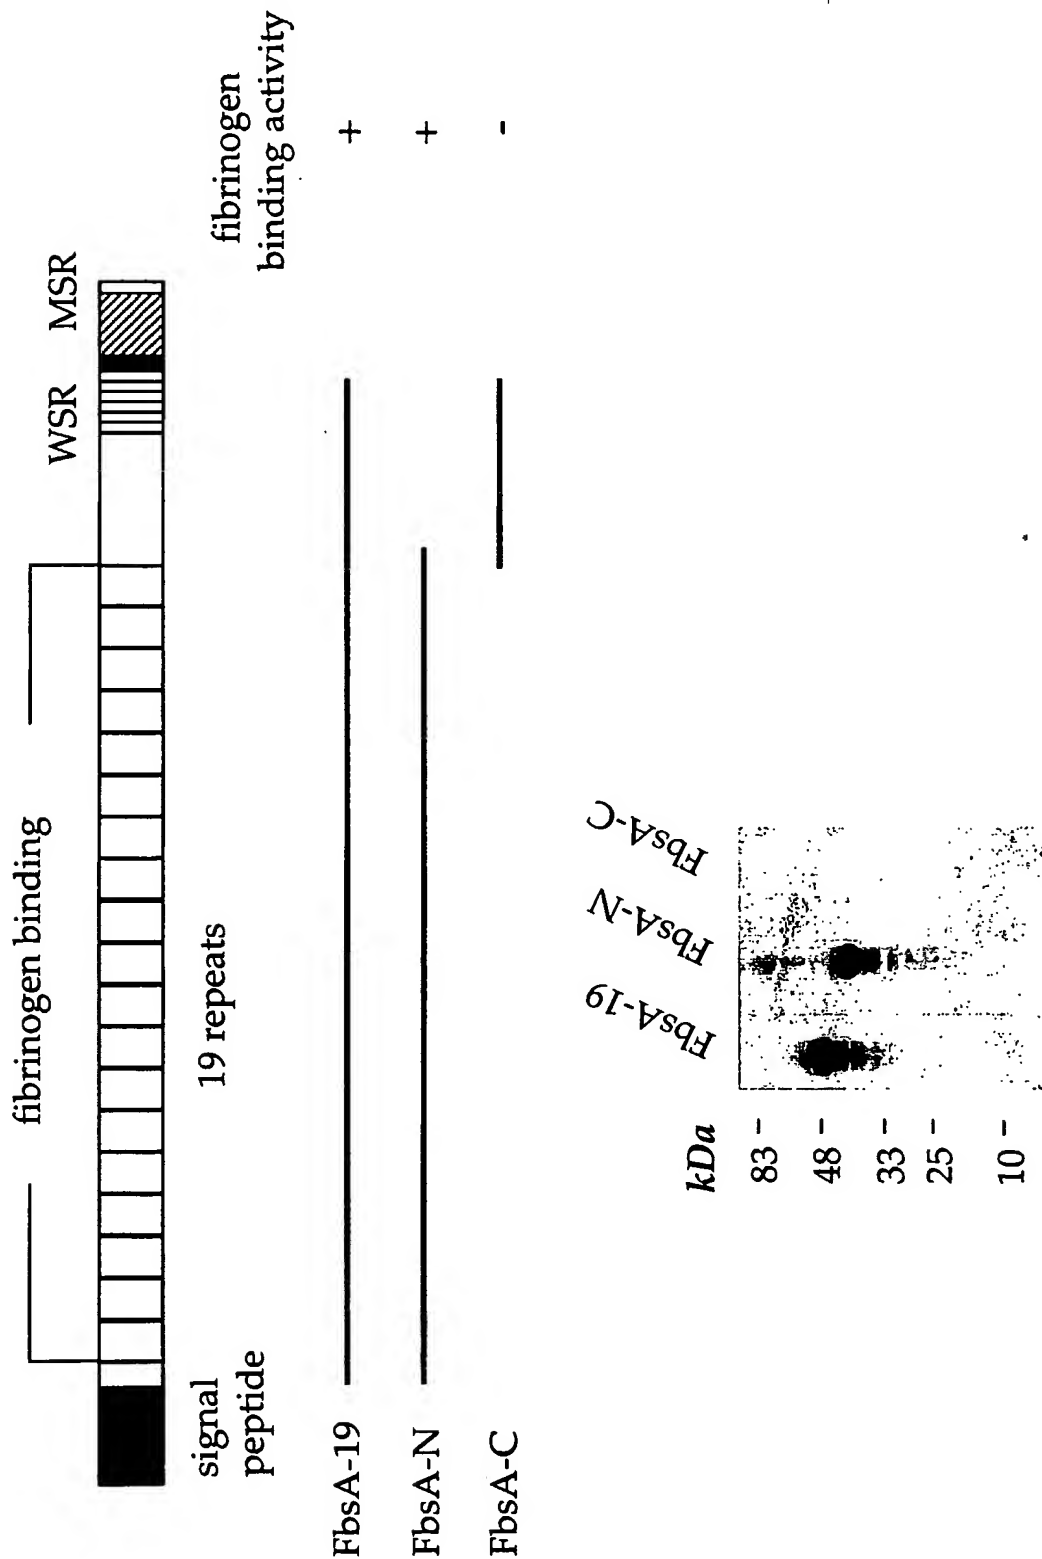 fibrinogen binding
WSR MSR
signal
peptide
19 repeats
fibrinogen
binding activity
FbsA-19 +
FbsA-N +
FbsA-C -
FbsA-19 FbsA-N FbsA-C
kDa
83 -
48 -
33 -
25 -
10 -